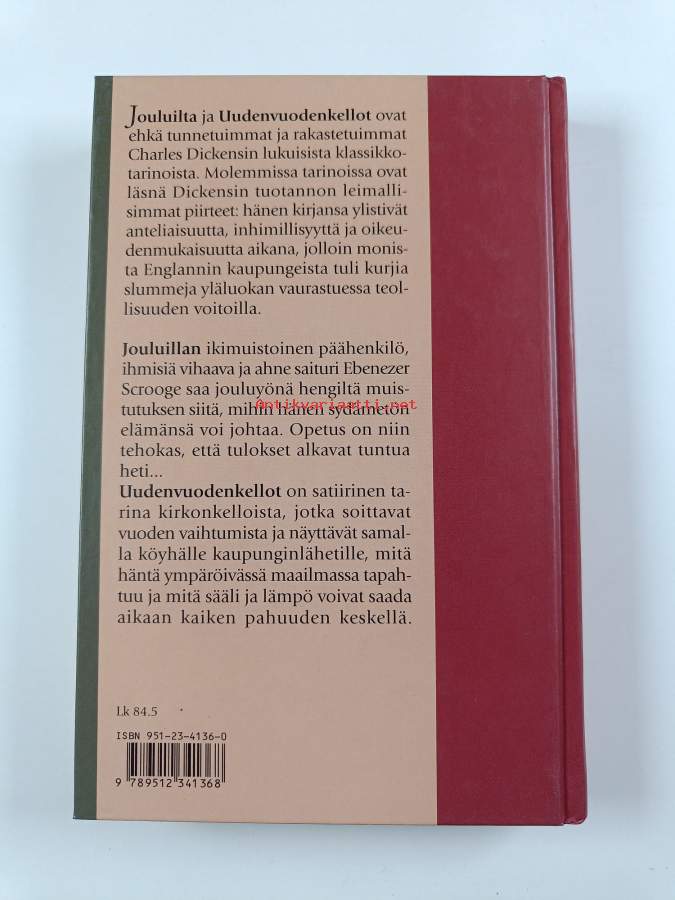 Jouluilta ja Uudenvuodenkellot ovat
ehkä tunnetuimmat ja rakastetuimmat
Charles Dickensin lukuisista klassikko-
tarinoista. Molemmissa tarinoissa ovat
läsnä Dickensin tuotannon leimalli-
simmat piirteet: hänen kirjansa ylistivät
anteliaisuutta, inhimillisyyttä ja oikeu-
denmukaisuutta aikana, jolloin monis-
ta Englannin kaupungeista tuli kurjia
slummeja yläluokan vaurastuessa teol-
lisuuden voitoilla.
Jouluillan ikimuistoinen päähenkilö,
ihmisiä vihaava ja ahne saituri Ebenezer
Scrooge saa jouluyönä hengiltä muis-
tutuksen siitä, mihin hänen sydämetön
Antikvariaatti.net
elämänsä voi johtaa. Opetus on niin
tehokas, että tulokset alkavat tuntua
heti...
Uudenvuodenkellot on satiirinen ta-
rina kirkonkelloista, jotka soittavat
vuoden vaihtumista ja näyttävät samal-
la köyhälle kaupunginlähetille, mitä
häntä ympäröivässä maailmassa tapah-
tuu ja mitä sääli ja lämpö voivat saada
aikaan kaiken pahuuden keskellä.
Lk 84.5
ISBN 951-23-4136-0
9 789512 341368